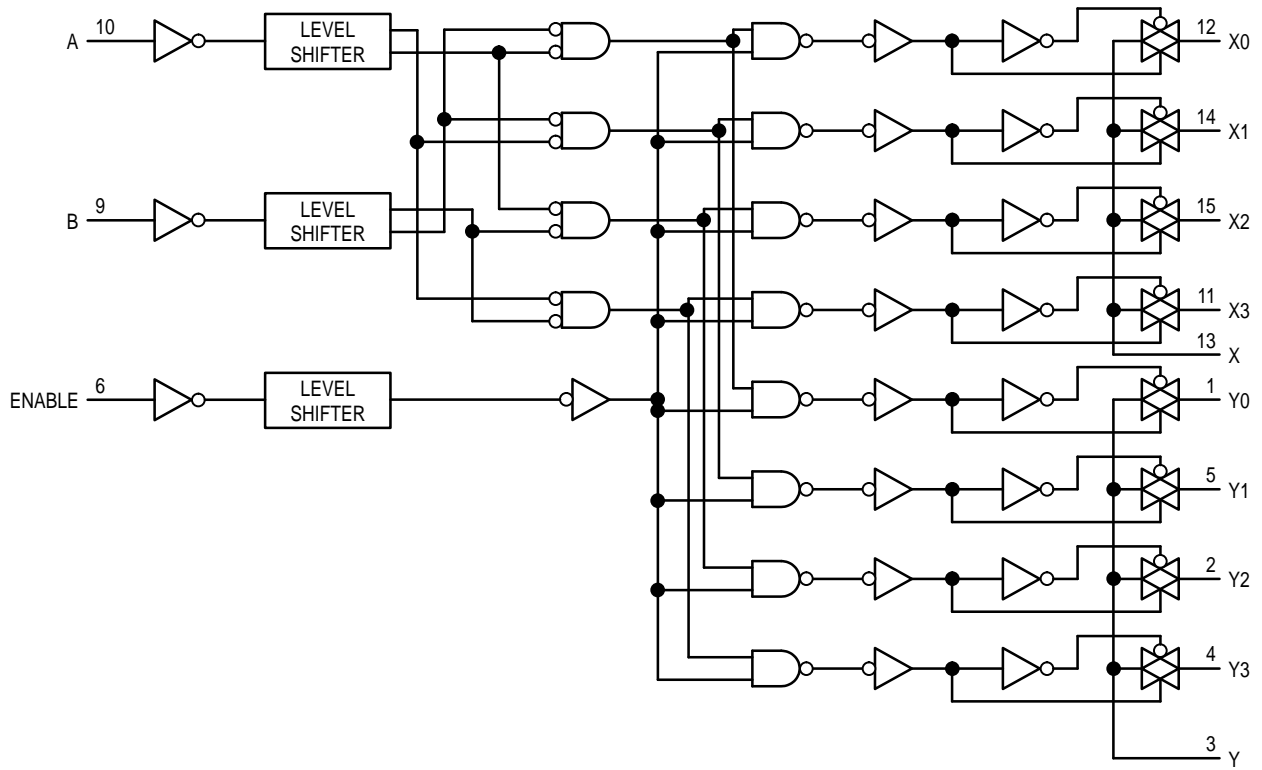 A 10
LEVEL
SHIFTER
12 X0
14 X1
B 9
LEVEL
SHIFTER
15 X2
11 X3
13 X
ENABLE 6
LEVEL
SHIFTER
1 Y0
5 Y1
2 Y2
4 Y3
3 Y